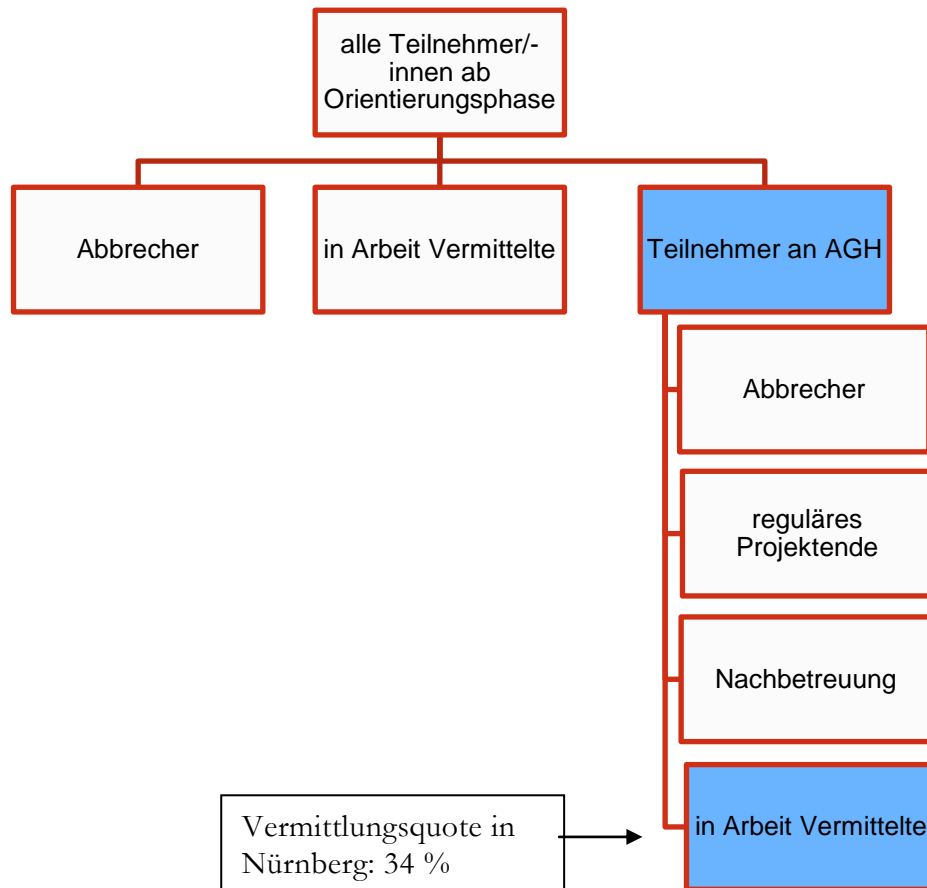 alle Teilnehmer/-
innen ab
Orientierungsphase
Abbrecher
in Arbeit Vermittelte
Teilnehmer an AGH
Abbrecher
reguläres
Projektende
Nachbetreuung
in Arbeit Vermittelte
Vermittlungsquote in
Nürnberg: 34 %